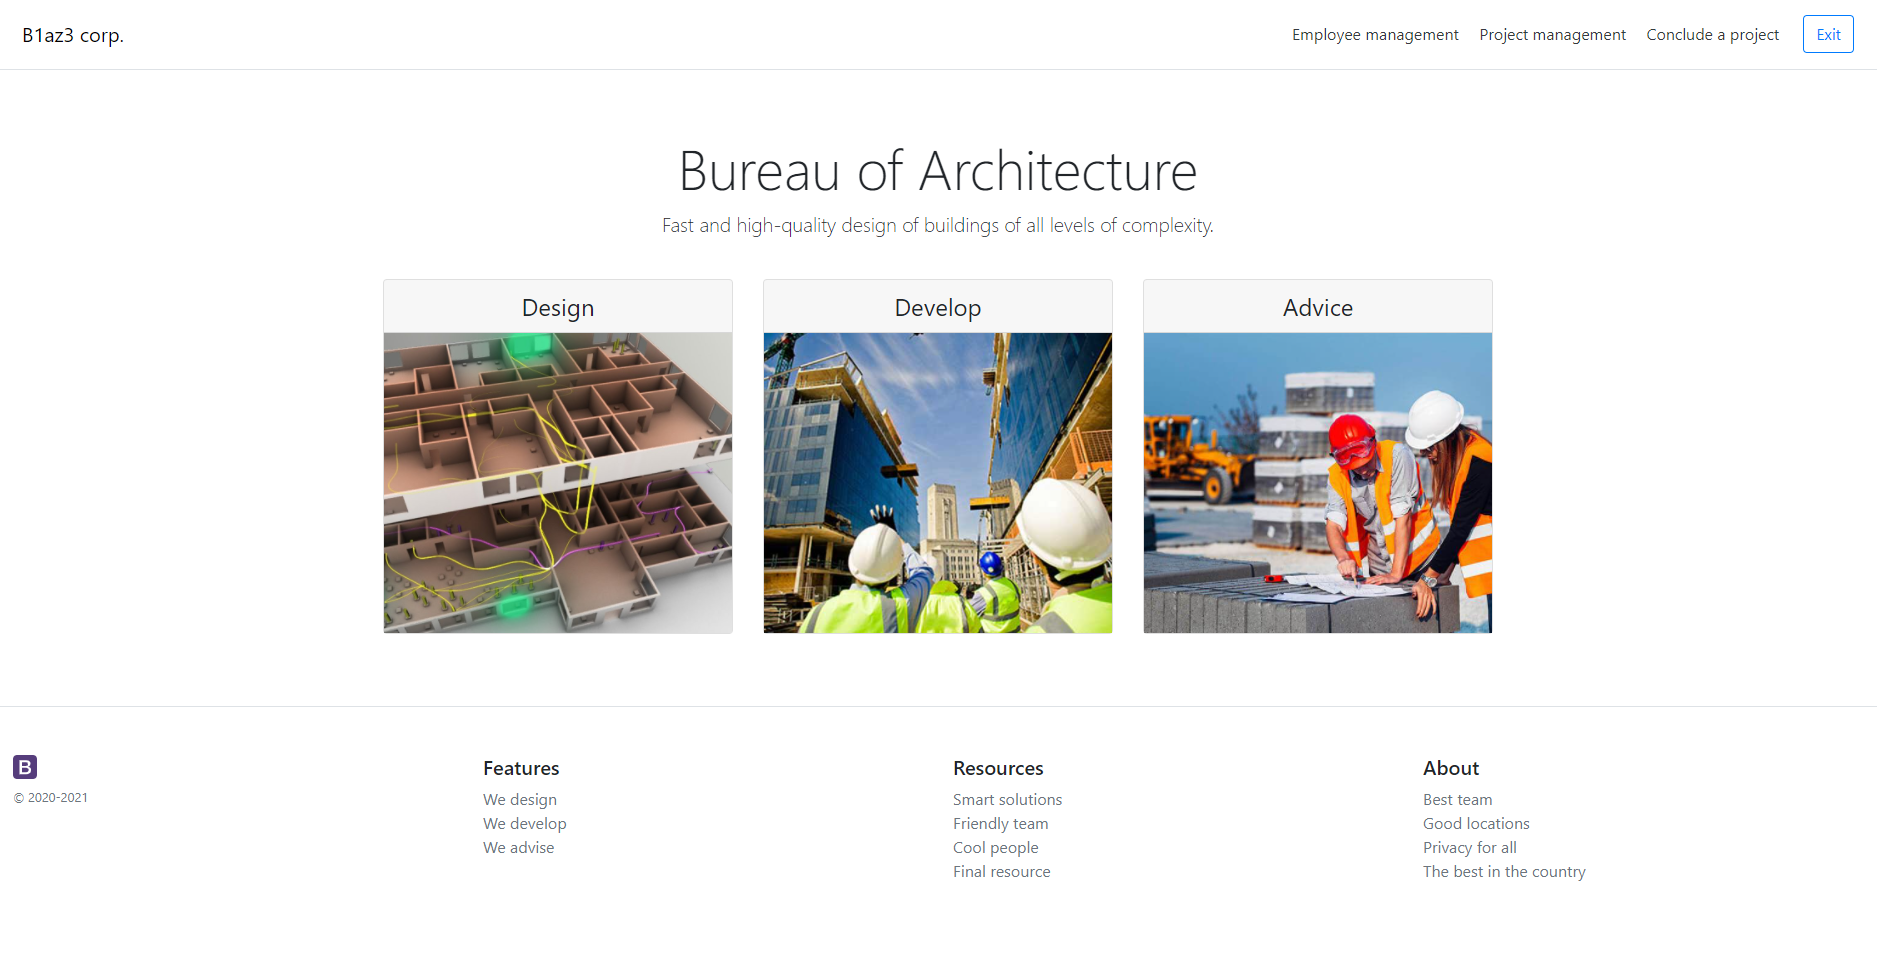 B1az3 corp.
Employee management
Project management
Conclude a project
Exit
Bureau of Architecture
Fast and high-quality design of buildings of all levels of complexity.
Design
Develop
Advice
B
© 2020-2021
Features
We design
We develop
We advise
Resources
Smart solutions
Friendly team
Cool people
Final resource
About
Best team
Good locations
Privacy for all
The best in the country